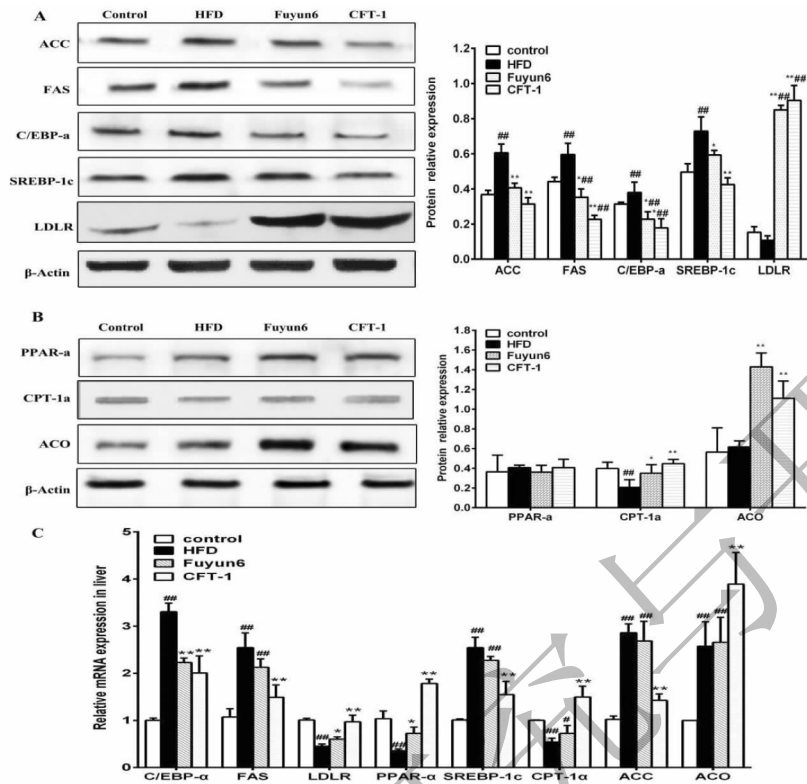 A
Control HFD Fuyun6 CFT-1
ACC
FAS
C/EBP-a
SREBP-1c
LDLR
β-Actin
Protein relative expression
1.2
1.0
0.8
0.6
0.4
0.2
0.0
control
HFD
Fuyun6
CFT-1
## ** **
## *## **##
## *## *##
## * **
**## **##
ACC FAS C/EBP-a SREBP-1c LDLR
B
Control HFD Fuyun6 CFT-1
PPAR-a
CPT-1a
ACO
β-Actin
Protein relative expression
1.8
1.6
1.4
1.2
1.0
0.8
0.6
0.4
0.2
0.0
control
HFD
Fuyun6
CFT-1
## * **
** **
PPAR-a CPT-1a ACO
C
Relative mRNA expression in liver
5
4
3
2
1
0
control
HFD
Fuyun6
CFT-1
## ** **
## ## **
## * **
## * **
## ## **
## # **
## ## **
## ## **
C/EBP-α FAS LDLR PPAR-α SREBP-1c CPT-1α ACC ACO